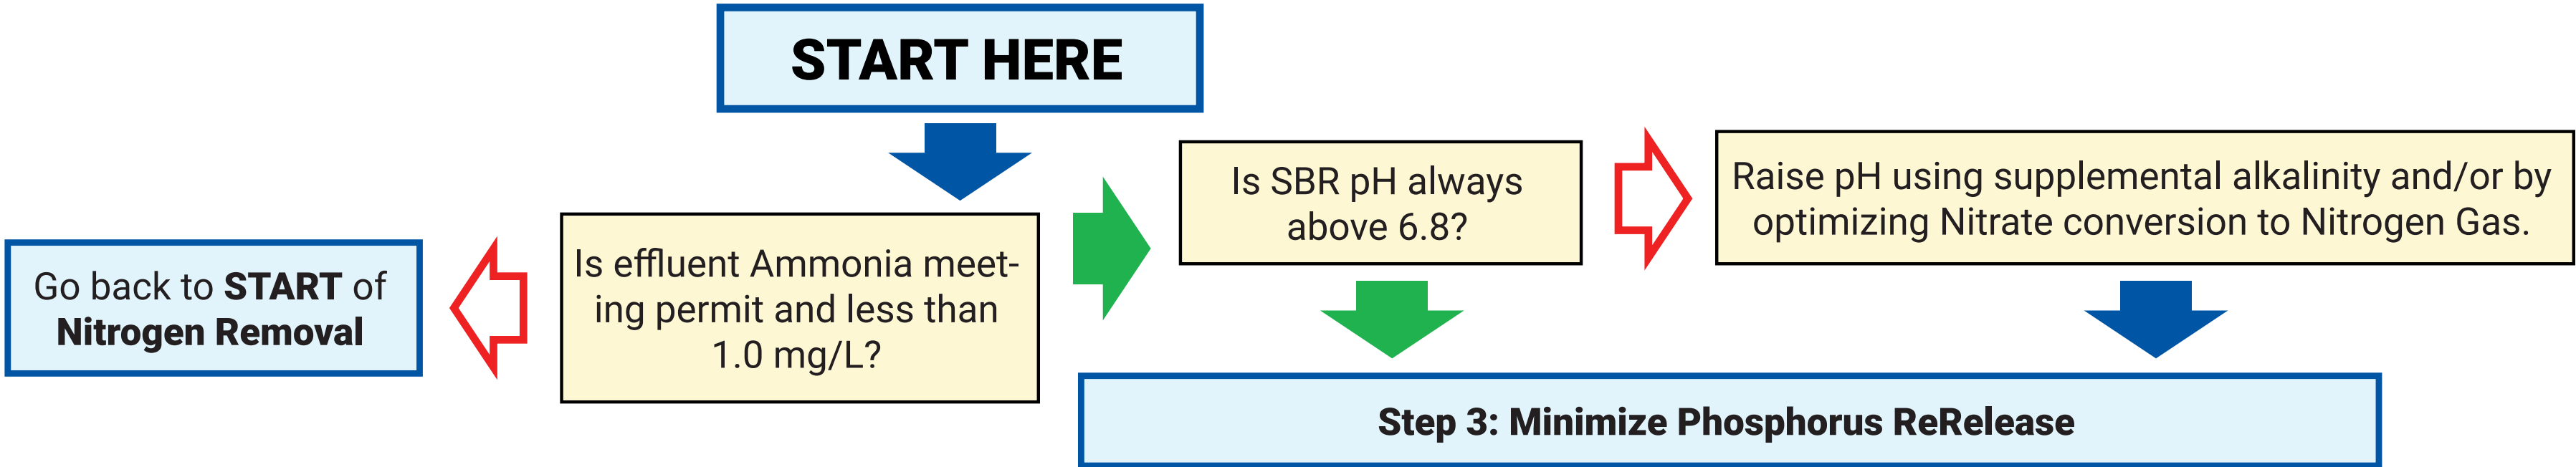 START HERE
Is SBR pH always
above 6.8?
Raise pH using supplemental alkalinity and/or by
optimizing Nitrate conversion to Nitrogen Gas.
Is effluent Ammonia meet-
ing permit and less than
1.0 mg/L?
Go back to START of
Nitrogen Removal
Step 3: Minimize Phosphorus ReRelease